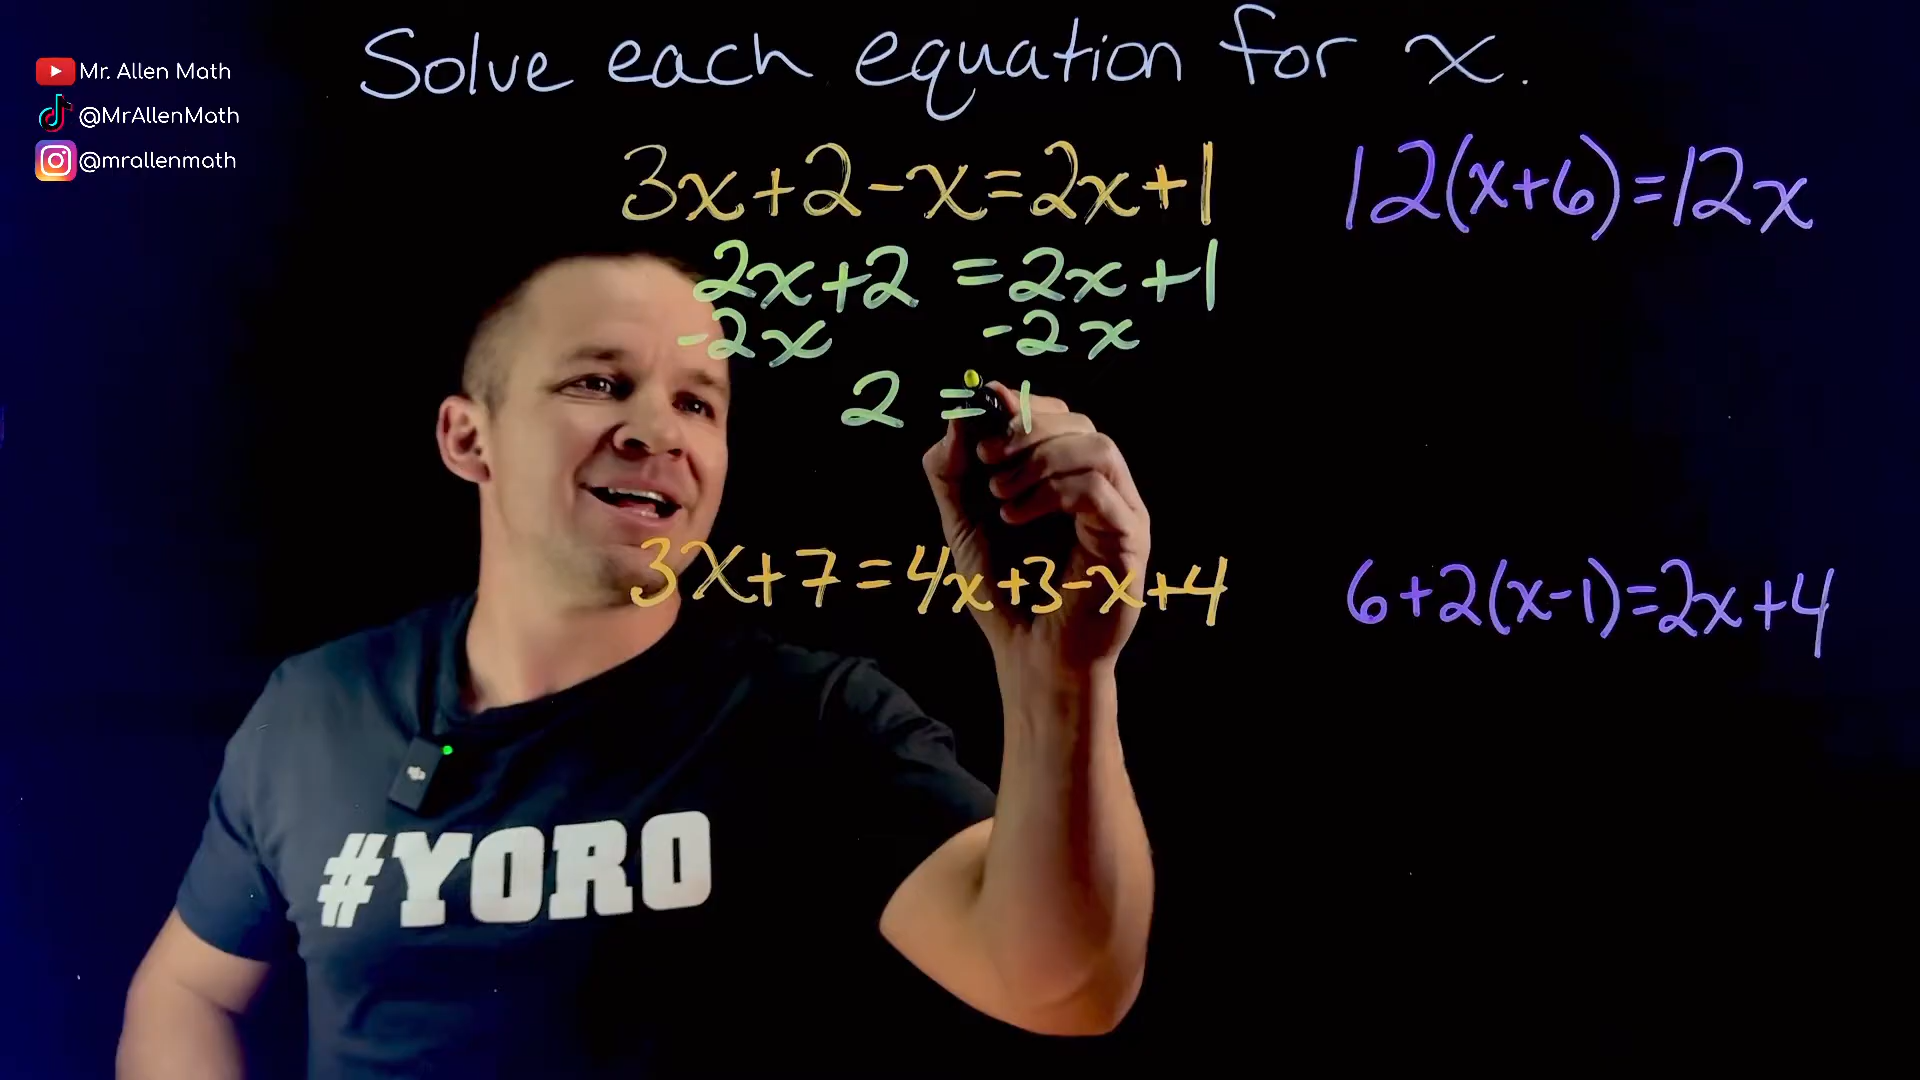 Mr. Allen Math
@MrAllenMath
@mrallenmath
Solve each equation for x.
3x+2-x=2x+1
2x+2 = 2x+1
-2x -2x
2 = 1
12(x+6)=12x
3x+7=4x+3-x+4
6+2(x-1)=2x+4
#YORO